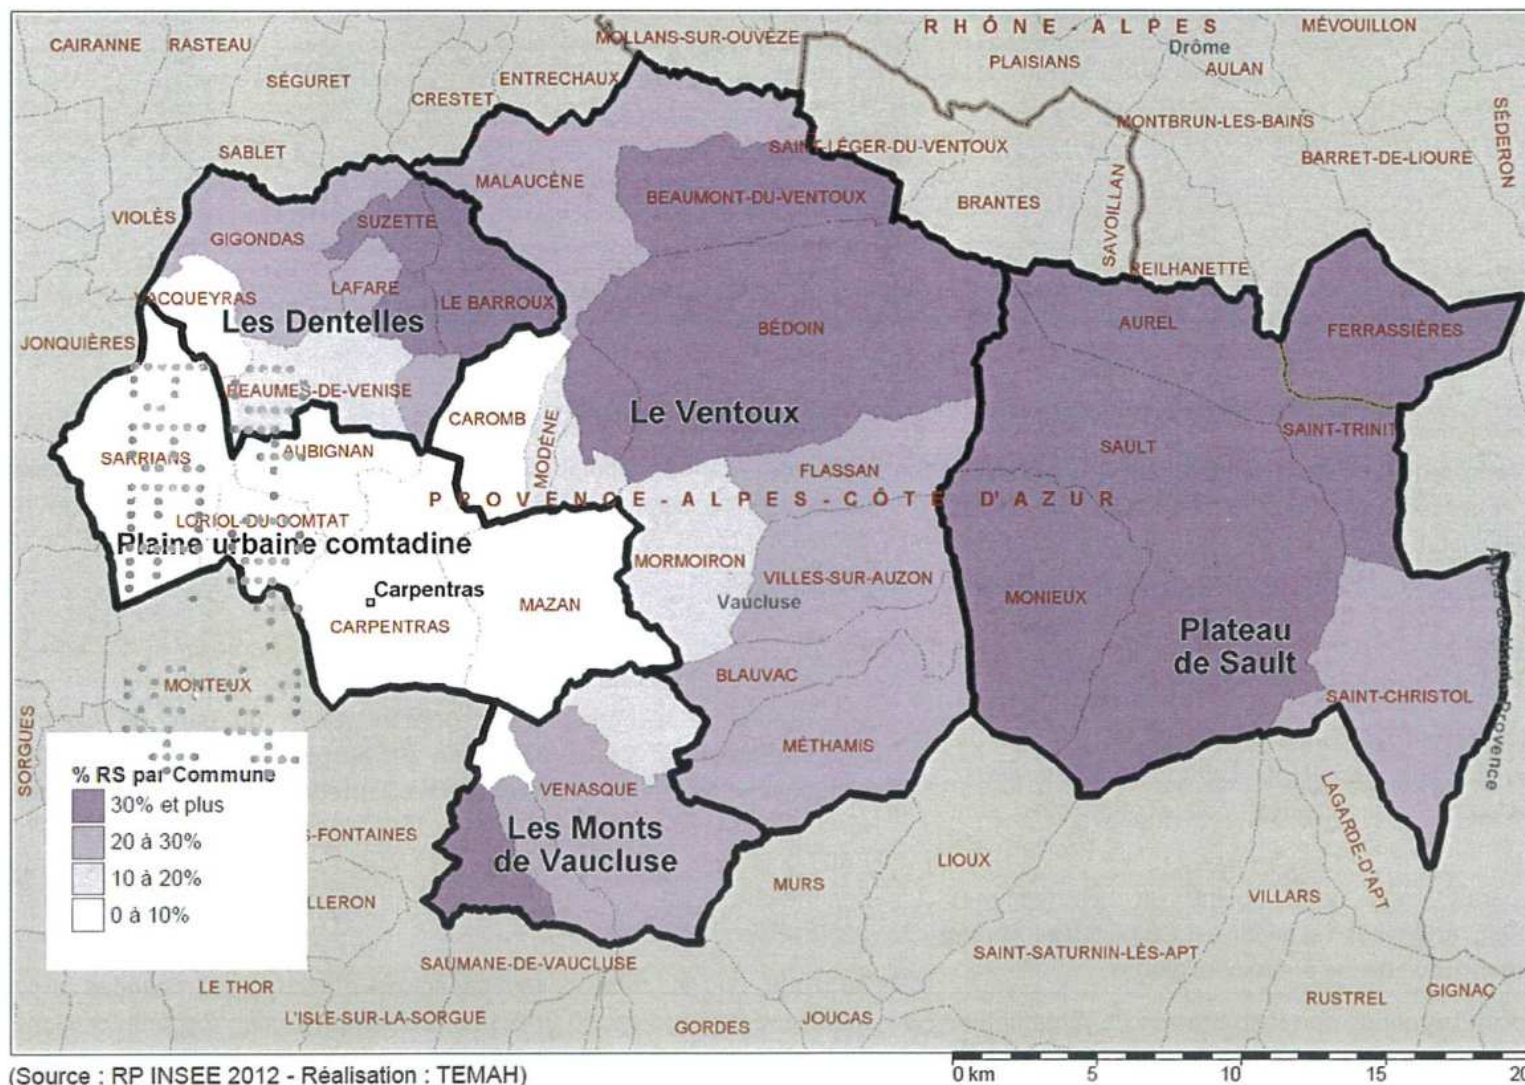 RHÔNE-ALPES
MÉVOUILLON
CAIRANNE
RASTEAU
MOLLANS-SUR-OUVÈZE
Drôme
PLAISIANS
AULAN
SÉGURET
ENTRECHAUX
CRESTET
SÉDERON
MONTBRUN-LES-BAINS
SABLET
SAINT-LÉGER-DU-VENTOUX
BARRET-DE-LIOURE
MALAUCÈNE
BEAUMONT-DU-VENTOUX
BRANTES
SAVOILLAN
VIOLÈS
SUZETTE
GIGONDAS
REILHANETTE
LAFARE
LE BARROUX
VACQUEYRAS
Les Dentelles
BÉDOIN
AUREL
FERRASSIÈRES
JONQUIÈRES
BEAUMES-DE-VENISE
CAROMB
MODÈNE
Le Ventoux
SAINT-TRINIT
SARRIANS
AUBIGNAN
SAULT
FLASSAN
PROVENCE-ALPES-CÔTE D'AZUR
LORIOL-DU-COMTAT
Plaine urbaine comtadine
MORMOIRON
VILLES-SUR-AUZON
Carpentras
MAZAN
Vaucluse
MONIEUX
CARPENTRAS
Plateau
de Sault
BLAUVAC
MONTEUX
SAINT-CHRISTOL
SORGUES
MÉTHAMIS
% RS par Commune
30% et plus
20 à 30%
10 à 20%
0 à 10%
VENASQUE
Les Monts
de Vaucluse
S-FONTAINES
LLERON
LIOUX
MURS
LAGARDE-D'APT
VILLARS
SAUMANE-DE-VAUCLUSE
SAINT-SATURNIN-LÈS-APT
LE THOR
L'ISLE-SUR-LA-SORGUE
GORDES
JOUCAS
RUSTREL
GIGNAC
(Source : RP INSEE 2012 - Réalisation : TEMAH)
0 km 5 10 15 20